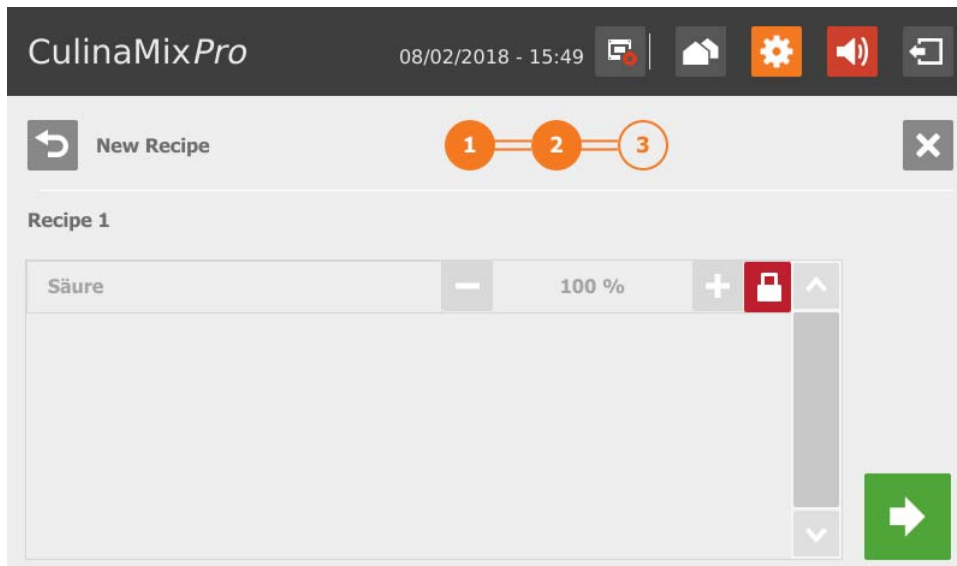 CulinaMixPro 08/02/2018 - 15:49
New Recipe 1 2 3
Recipe 1
Säure 100 %